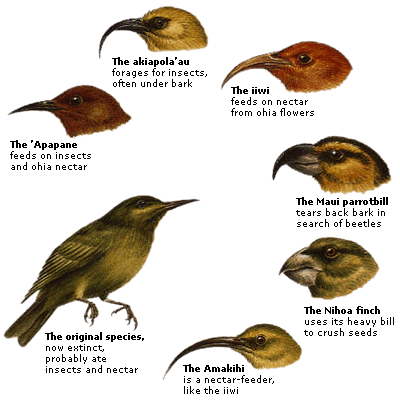 The akiapola'au
forages for insects,
often under bark
The iiwi
feeds on nectar
from ohia flowers
The 'Apapane
feeds on insects
and ohia nectar
The Maui parrotbill
tears back bark in
search of beetles
The Nihoa finch
uses its heavy bill
to crush seeds
The original species,
now extinct,
probably ate
insects and nectar
The Amakihi
is a nectar-feeder,
like the iiwi